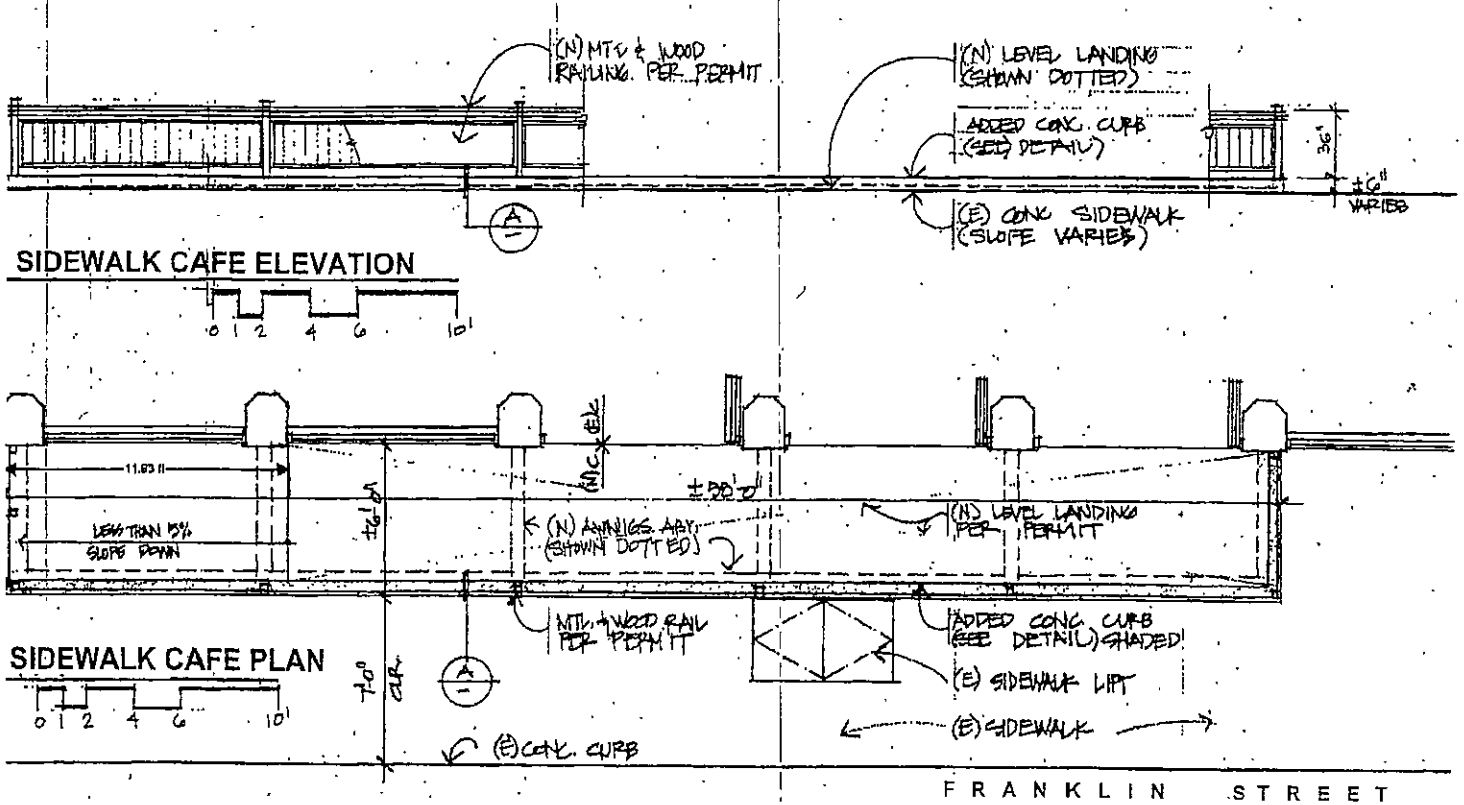 (N) MTL & WOOD
RAILING PER PERMIT
(N) LEVEL LANDING
(SHOWN DOTTED)
ADDED CONC. CURB
(SEE DETAIL)
36"
±6"
VARIES
(E) CONC SIDEWALK
(SLOPE VARIES)
A
SIDEWALK CAFE ELEVATION
0 1 2 4 6 10'
11.83 ft
LESS THAN 5%
SLOPE DOWN
±6'-0"
(N)C
(E)C
(N) AWNIGS ABV.
(SHOWN DOTTED)
(N) LEVEL LANDING
PER PERMIT
MTL & WOOD RAIL
PER PERMIT
ADDED CONC. CURB
(SEE DETAIL) SHADED
SIDEWALK CAFE PLAN
0 1 2 4 6 10'
7'-0"
CLR.
A
(E) SIDEWALK LIFT
(E) SIDEWALK
(E) CONC. CURB
FRANKLIN STREET